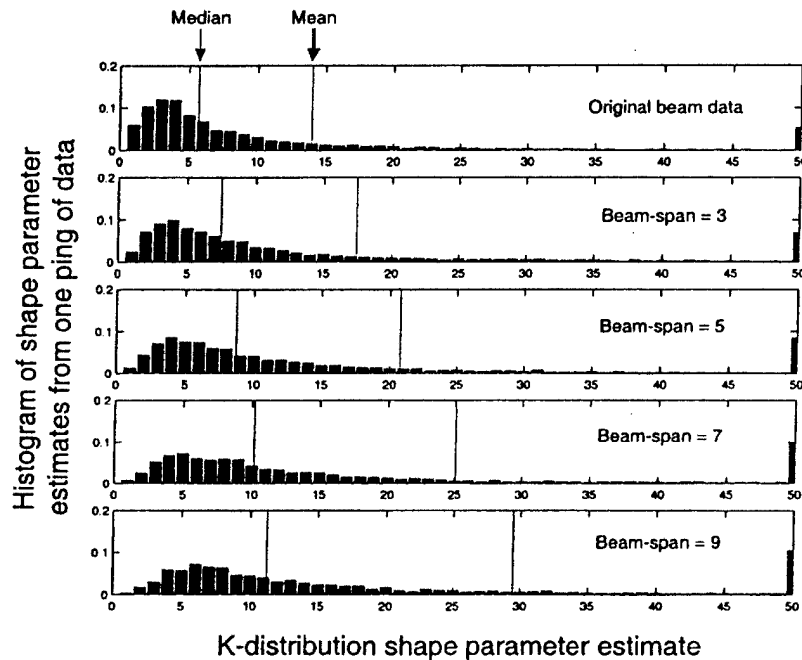 Median Mean
0.2
0.1
0
Original beam data
0 5 10 15 20 25 30 35 40 45 50
0.2
0.1
0
Beam-span = 3
0 5 10 15 20 25 30 35 40 45 50
0.2
0.1
0
Beam-span = 5
0 5 10 15 20 25 30 35 40 45 50
0.2
0.1
0
Beam-span = 7
0 5 10 15 20 25 30 35 40 45 50
0.2
0.1
0
Beam-span = 9
0 5 10 15 20 25 30 35 40 45 50
Histogram of shape parameter
estimates from one ping of data
K-distribution shape parameter estimate